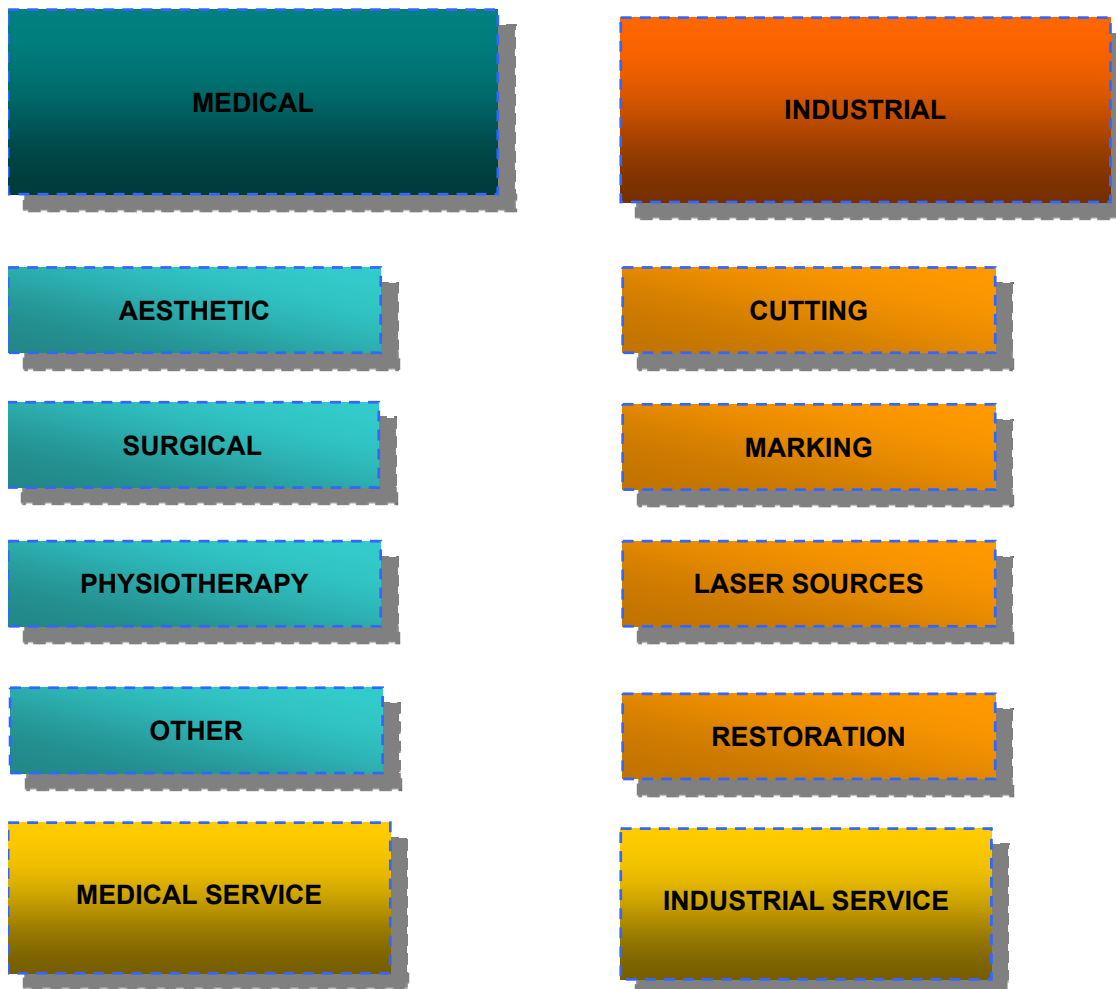 MEDICAL
AESTHETIC
SURGICAL
PHYSIOTHERAPY
OTHER
MEDICAL SERVICE
INDUSTRIAL
CUTTING
MARKING
LASER SOURCES
RESTORATION
INDUSTRIAL SERVICE